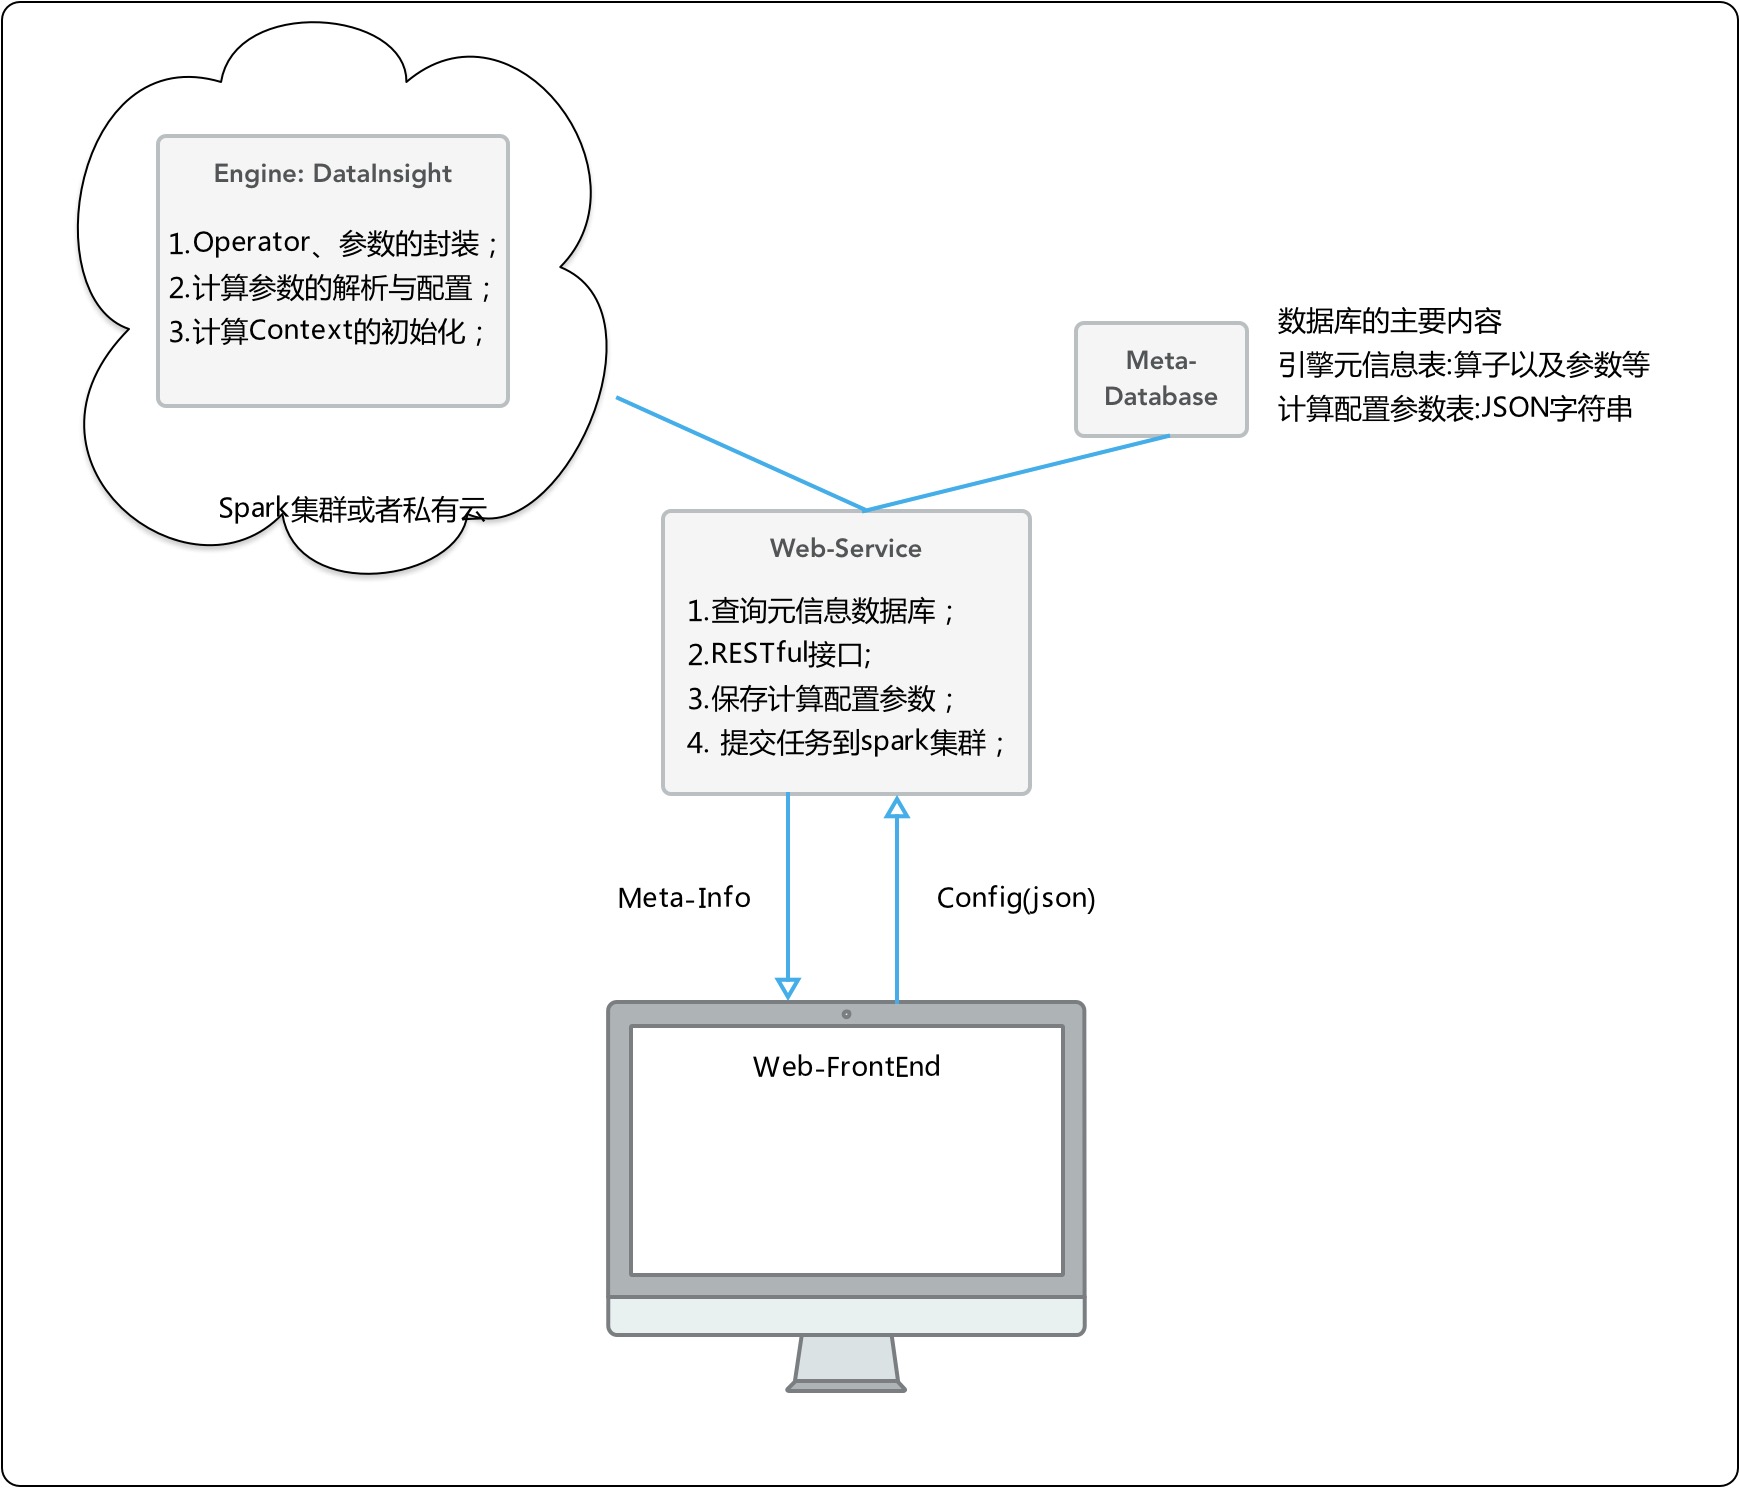 Engine: DataInsight
1.Operator、参数的封装；
2.计算参数的解析与配置；
3.计算Context的初始化；
Spark集群或者私有云
Meta-
Database
数据库的主要内容
引擎元信息表:算子以及参数等
计算配置参数表:JSON字符串
Web-Service
1.查询元信息数据库；
2.RESTful接口;
3.保存计算配置参数；
4. 提交任务到spark集群；
Meta-Info
Config(json)
Web-FrontEnd